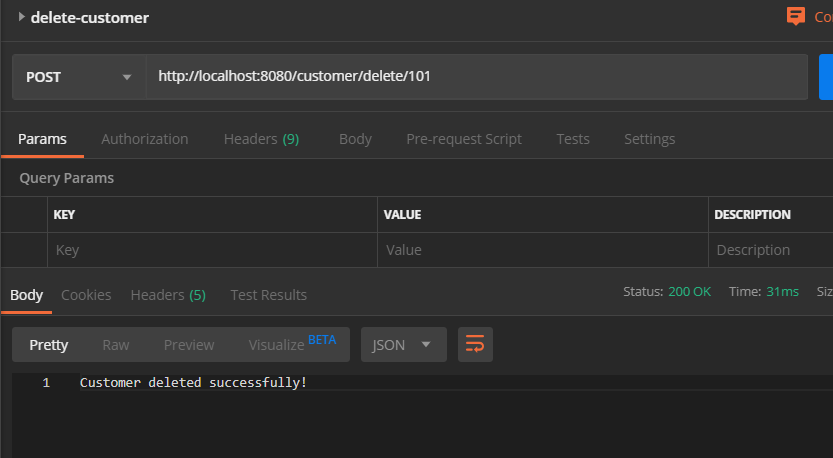 delete-customer
Co
POST http://localhost:8080/customer/delete/101
Params Authorization Headers (9) Body Pre-request Script Tests Settings
Query Params
KEY VALUE DESCRIPTION
Key Value Description
Body Cookies Headers (5) Test Results Status: 200 OK Time: 31ms Siz
Pretty Raw Preview Visualize BETA JSON
1 Customer deleted successfully!